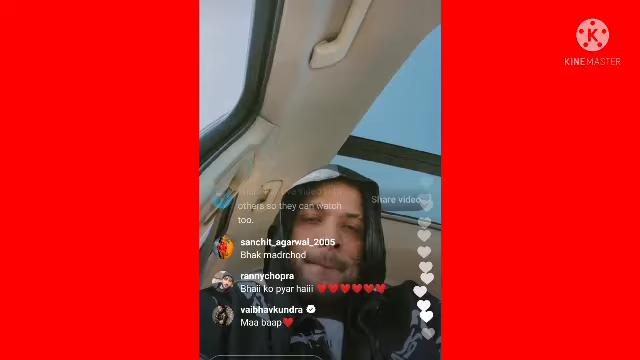 KINEMASTER
others so they can watch
Share video
too.
sanchit_agarwal_2005
Bhak madrchod
rannychopra
Bhaii ko pyar haiii ❤️❤️❤️❤️❤️❤️
vaibhavkundra
Maa baap❤️